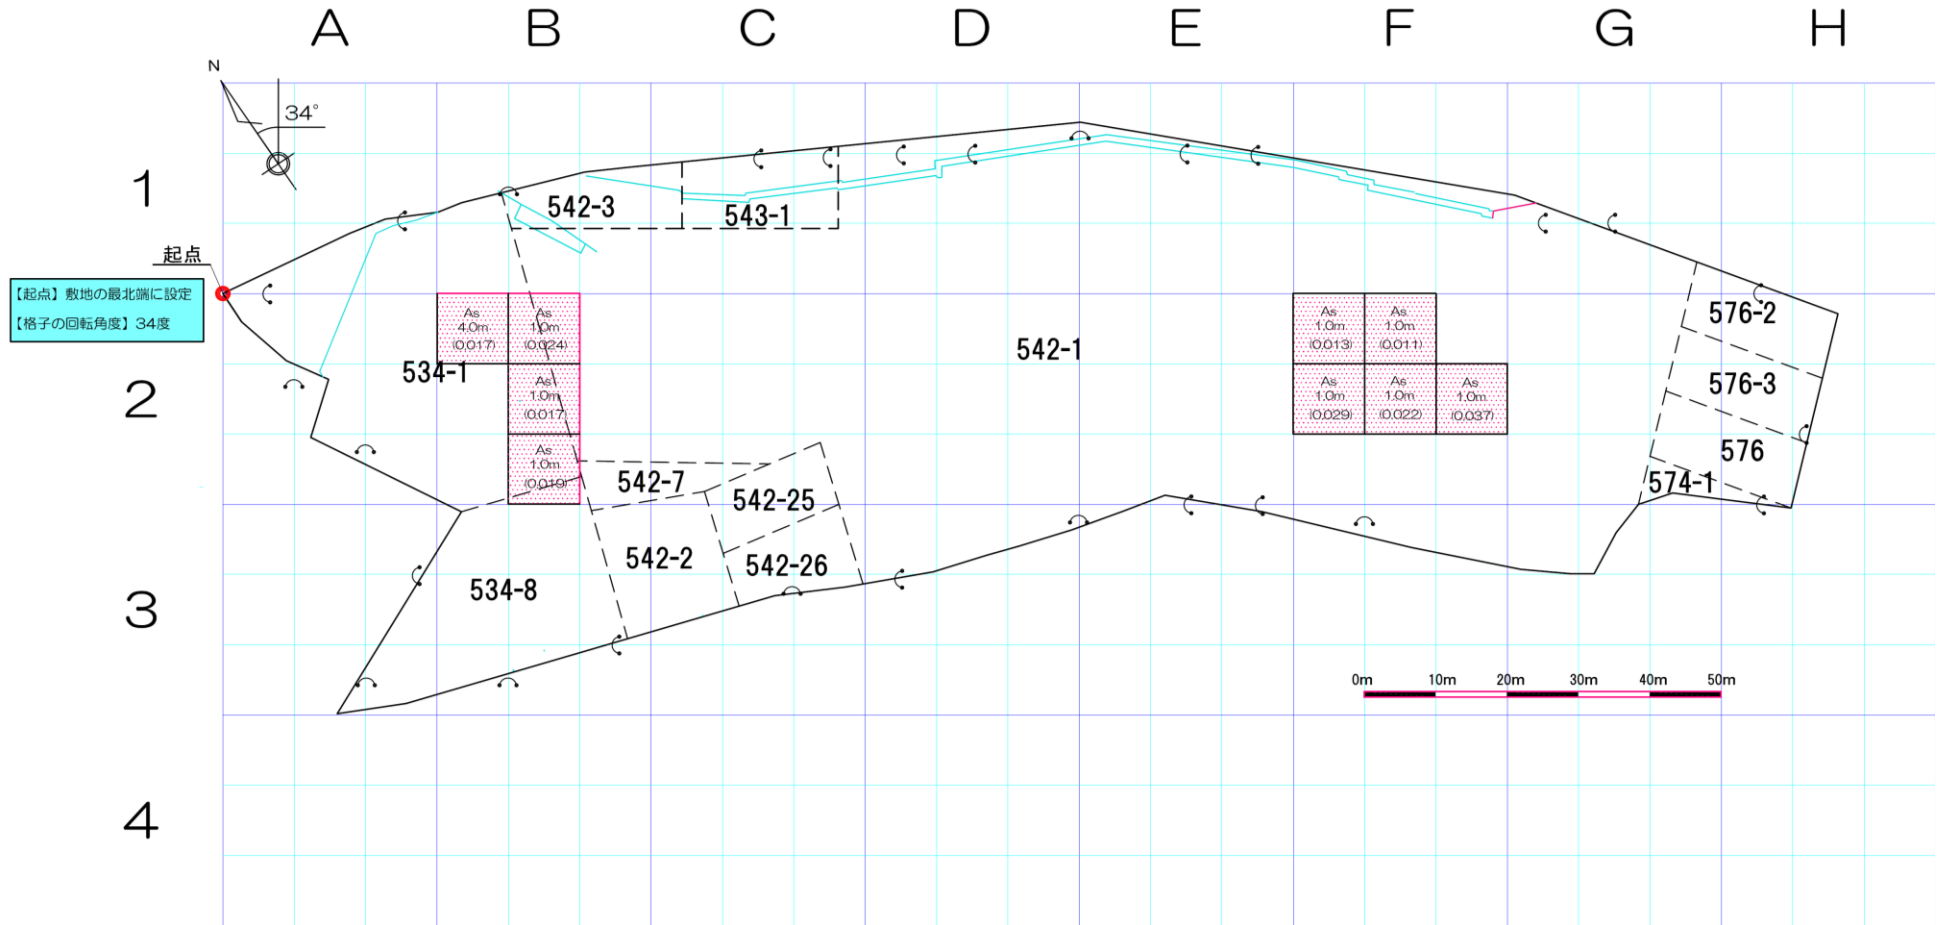 A B C D E F G H
N
34°
1
542-3
543-1
起点
【起点】敷地の最北端に設定
【格子の回転角度】34度
576-2
As
4.0m
(0.017)
As
1.0m
(0.024)
As
1.0m
(0.013)
As
1.0m
(0.011)
542-1
534-1
2
As
1.0m
(0.017)
As
1.0m
(0.029)
As
1.0m
(0.022)
As
1.0m
(0.037)
576-3
As
1.0m
(0.019)
576
542-7
574-1
542-25
542-2
542-26
534-8
3
0m 10m 20m 30m 40m 50m
4